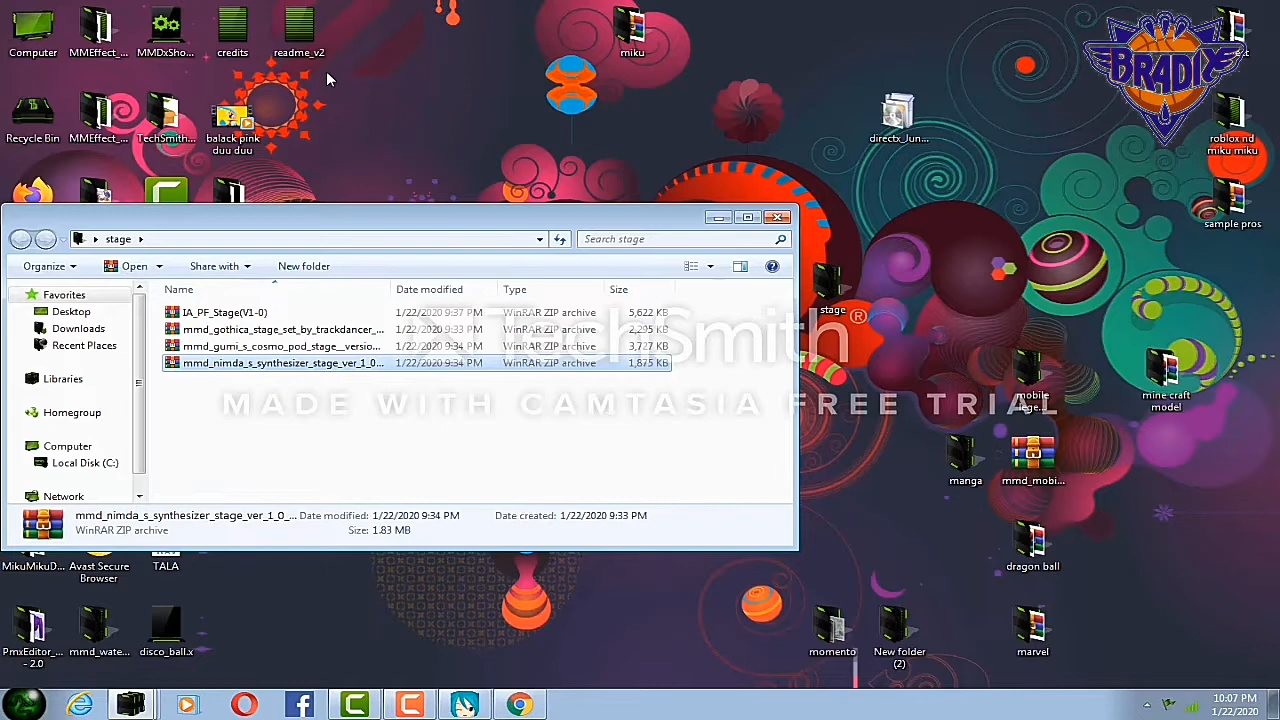 Computer
MMEffect_...
MMDxSho...
credits
readme_v2
miku
BRADIX
Recycle Bin
MMEffect_...
TechSmith...
balack pink
duu duu
directx_Jun...
roblox nd
miku miku
sample pros
stage
Search stage
Organize
Open
Share with
New folder
Name
Date modified
Type
Size
Favorites
Desktop
Downloads
Recent Places
Libraries
Homegroup
Computer
Local Disk (C:)
Network
IA_PF_Stage(V1-0)
1/22/2020 9:37 PM
WinRAR ZIP archive
5,622 KB
mmd_gothica_stage_set_by_trackdancer_...
1/22/2020 9:33 PM
WinRAR ZIP archive
2,295 KB
mmd_gumi_s_cosmo_pod_stage__versio...
1/22/2020 9:34 PM
WinRAR ZIP archive
3,727 KB
mmd_nimda_s_synthesizer_stage_ver_1_0...
1/22/2020 9:34 PM
WinRAR ZIP archive
1,875 KB
TechSmith®
MADE WITH CAMTASIA FREE TRIAL
mmd_nimda_s_synthesizer_stage_ver_1_0_...
Date modified: 1/22/2020 9:34 PM
Date created: 1/22/2020 9:33 PM
WinRAR ZIP archive
Size: 1.83 MB
stage
mobile
mine craft
model
manga
mmd_mobi...
dragon ball
MikuMikuD...
Avast Secure
Browser
TALA
PmxEditor_...
- 2.0
mmd_wate...
disco_ball.x
momento
New folder
(2)
marvel
10:07 PM
1/22/2020